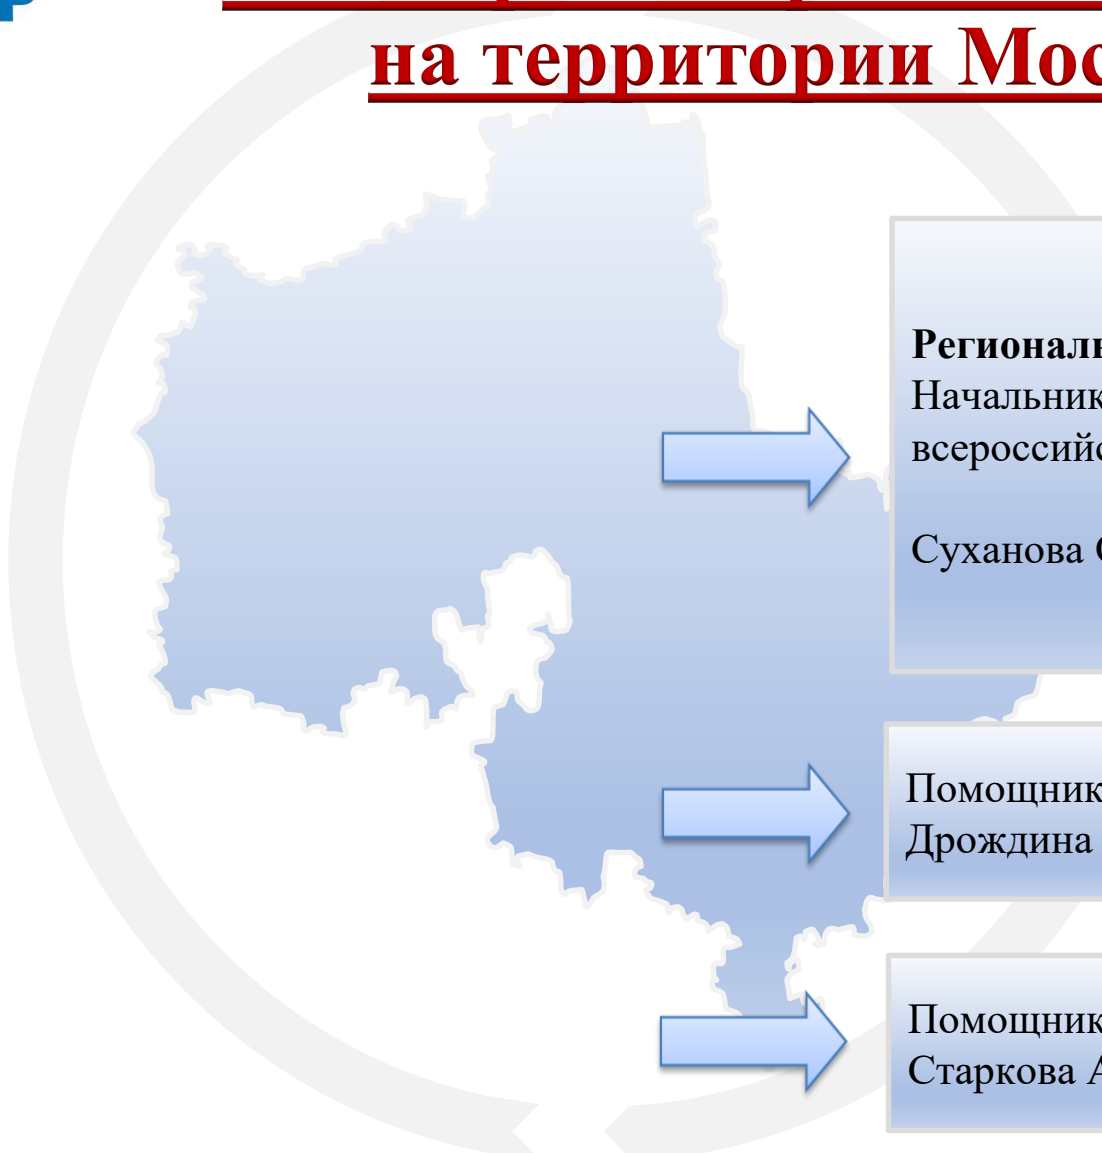 на территории Мос
Региональ
Начальник
всероссийс
Суханова С
Помощник
Дрождина
Помощник
Старкова А